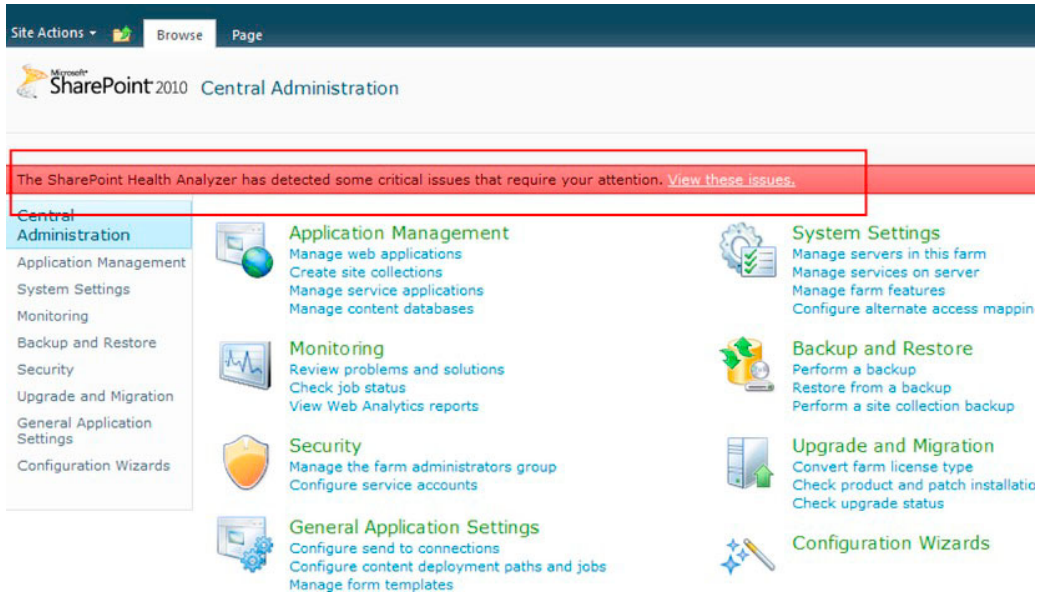 Site Actions
Browse
Page
Microsoft
SharePoint 2010 Central Administration
The SharePoint Health Analyzer has detected some critical issues that require your attention. View these issues.
Central
Administration
Application Management
System Settings
Monitoring
Backup and Restore
Security
Upgrade and Migration
General Application
Settings
Configuration Wizards
Application Management
Manage web applications
Create site collections
Manage service applications
Manage content databases
Monitoring
Review problems and solutions
Check job status
View Web Analytics reports
Security
Manage the farm administrators group
Configure service accounts
General Application Settings
Configure send to connections
Configure content deployment paths and jobs
Manage form templates
System Settings
Manage servers in this farm
Manage services on server
Manage farm features
Configure alternate access mappin
Backup and Restore
Perform a backup
Restore from a backup
Perform a site collection backup
Upgrade and Migration
Convert farm license type
Check product and patch installatio
Check upgrade status
Configuration Wizards